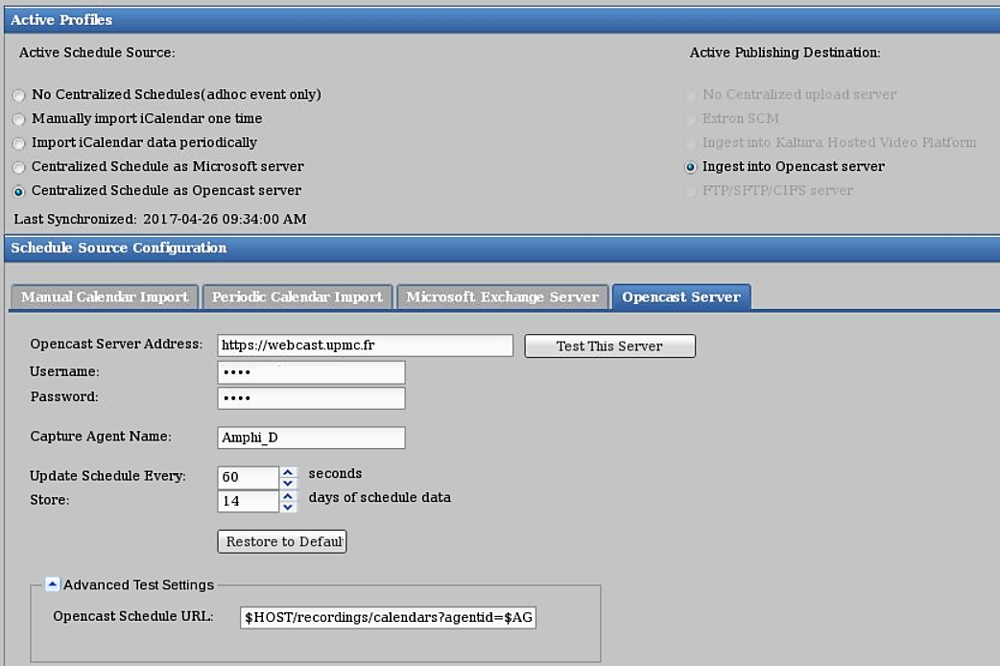 Active Profiles
Active Schedule Source:
Active Publishing Destination:
No Centralized Schedules(adhoc event only)
No Centralized upload server
Manually import iCalendar one time
Extron SCM
Import iCalendar data periodically
Ingest into Kaltura Hosted Video Platform
Centralized Schedule as Microsoft server
Ingest into Opencast server
Centralized Schedule as Opencast server
FTP/SFTP/CIFS server
Last Synchronized: 2017-04-26 09:34:00 AM
Schedule Source Configuration
Manual Calendar Import
Periodic Calendar Import
Microsoft Exchange Server
Opencast Server
Opencast Server Address: https://webcast.upmc.fr Test This Server
Username: ••••
Password: ••••
Capture Agent Name: Amphi_D
Update Schedule Every: 60 seconds
Store: 14 days of schedule data
Restore to Defaul
Advanced Test Settings
Opencast Schedule URL: $HOST/recordings/calendars?agentid=$AG